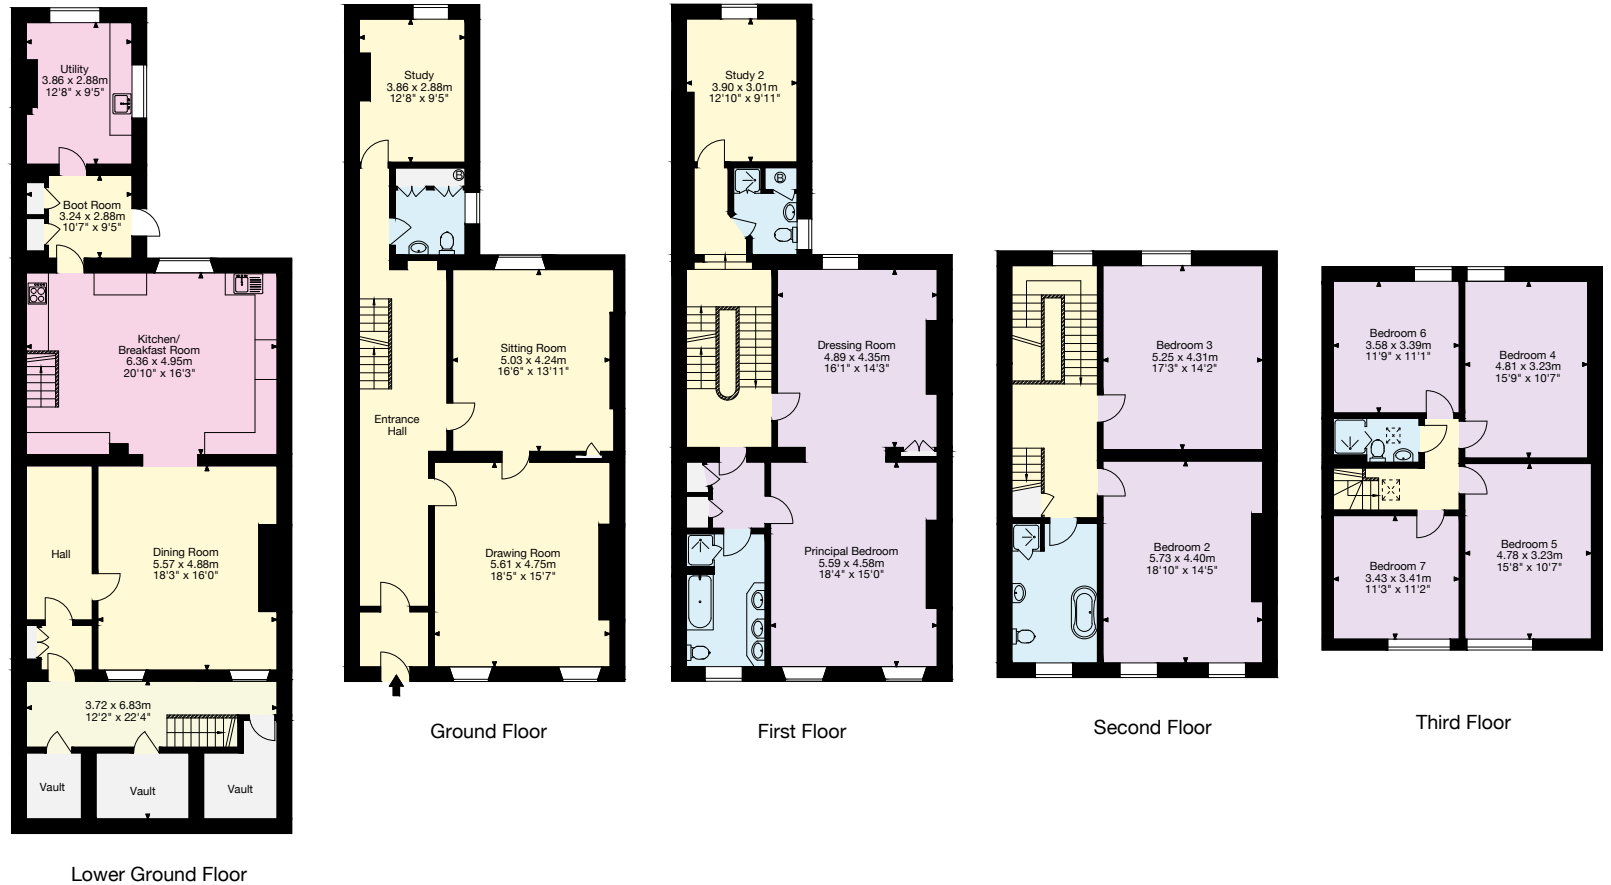 Utility
3.86 x 2.88m
12'8" x 9'5"
Boot Room
3.24 x 2.88m
10'7" x 9'5"
Kitchen/
Breakfast Room
6.36 x 4.95m
20'10" x 16'3"
Hall
Dining Room
5.57 x 4.88m
18'3" x 16'0"
3.72 x 6.83m
12'2" x 22'4"
Vault
Vault
Vault
Lower Ground Floor
Study
3.86 x 2.88m
12'8" x 9'5"
B
Sitting Room
5.03 x 4.24m
16'6" x 13'11"
Entrance
Hall
Drawing Room
5.61 x 4.75m
18'5" x 15'7"
Ground Floor
Study 2
3.90 x 3.01m
12'10" x 9'11"
B
Dressing Room
4.89 x 4.35m
16'1" x 14'3"
Principal Bedroom
5.59 x 4.58m
18'4" x 15'0"
First Floor
Bedroom 3
5.25 x 4.31m
17'3" x 14'2"
Bedroom 2
5.73 x 4.40m
18'10" x 14'5"
Second Floor
Bedroom 6
3.58 x 3.39m
11'9" x 11'1"
Bedroom 4
4.81 x 3.23m
15'9" x 10'7"
Bedroom 5
4.78 x 3.23m
15'8" x 10'7"
Bedroom 7
3.43 x 3.41m
11'3" x 11'2"
Third Floor